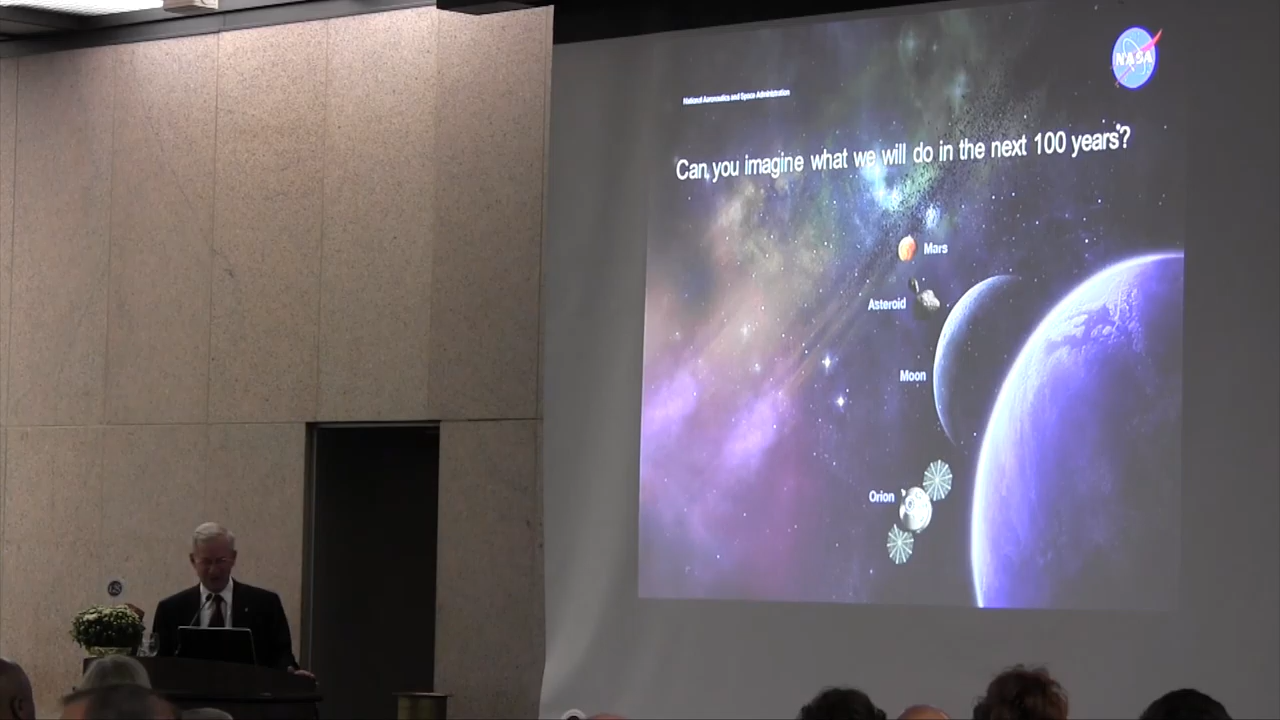 NASA
National Aeronautics and Space Administration
Can you imagine what we will do in the next 100 years?
Mars
Asteroid
Moon
Orion